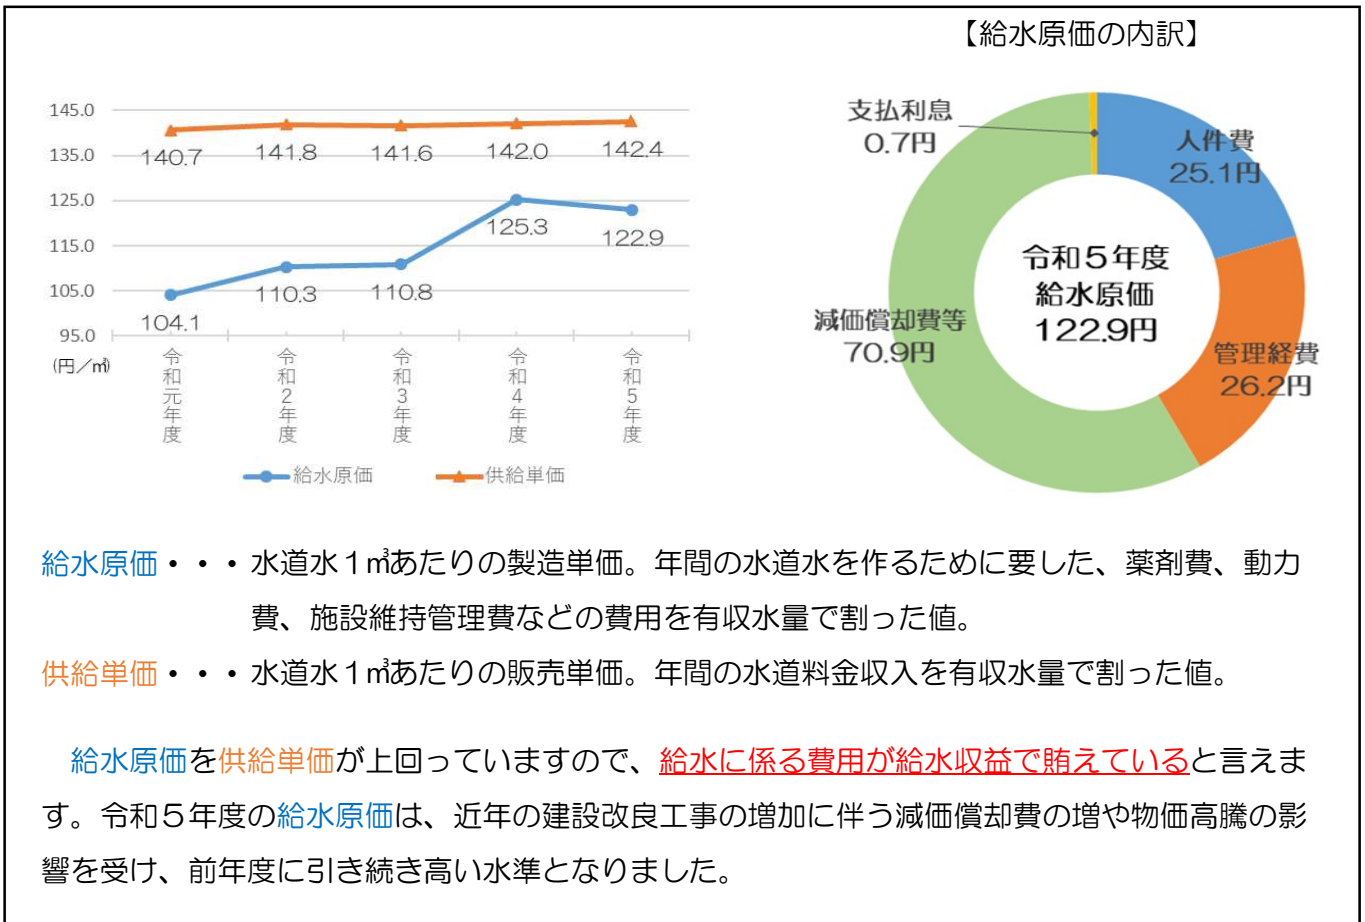 【給水原価の内訳】
145.0
135.0
125.0
115.0
105.0
95.0
(円／㎥)
140.7
141.8
141.6
142.0
142.4
104.1
110.3
110.8
125.3
122.9
令和元年度
令和2年度
令和3年度
令和4年度
令和5年度
給水原価
供給単価
支払利息
0.7円
人件費
25.1円
令和５年度
給水原価
122.9円
減価償却費等
70.9円
管理経費
26.2円
給水原価・・・水道水１㎥あたりの製造単価。年間の水道水を作るために要した、薬剤費、動力
費、施設維持管理費などの費用を有収水量で割った値。
供給単価・・・水道水１㎥あたりの販売単価。年間の水道料金収入を有収水量で割った値。
給水原価を供給単価が上回っていますので、給水に係る費用が給水収益で賄えていると言えま
す。令和５年度の給水原価は、近年の建設改良工事の増加に伴う減価償却費の増や物価高騰の影
響を受け、前年度に引き続き高い水準となりました。